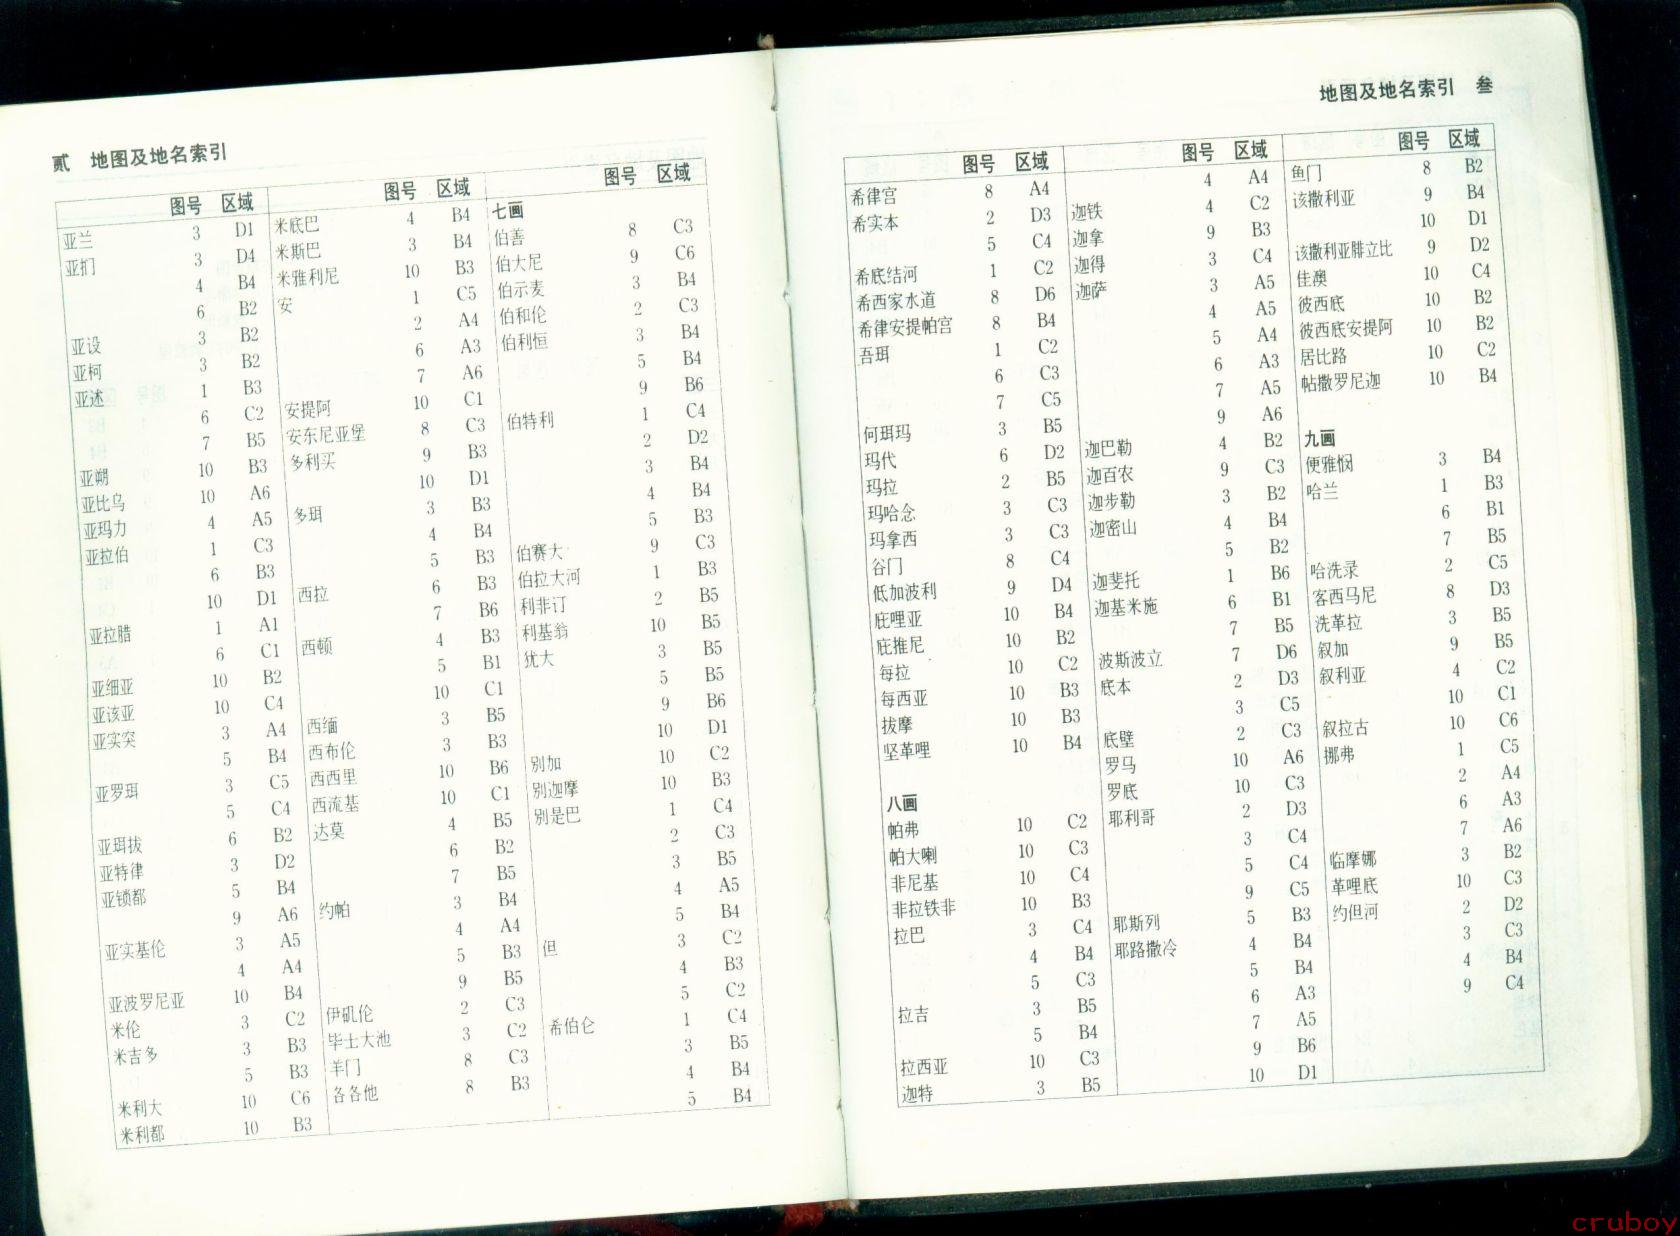 贰 地图及地名索引
图号 区域
亚兰 3 D1
亚扪 3 D4
4 B4
6 B2
亚设 3 B2
亚柯 3 B2
亚述 1 B3
6 C2
7 B5
亚朔 10 B3
亚比乌 10 A6
亚玛力 4 A5
亚拉伯 1 C3
6 B3
10 D1
亚拉腊 1 A1
6 C1
亚细亚 10 B2
亚该亚 10 C4
亚实突 3 A4
5 B4
亚罗珥 3 C5
5 C4
亚珥拔 6 B2
亚特律 3 D2
亚锁都 5 B4
9 A6
亚实基伦 3 A5
4 A4
亚波罗尼亚 10 B4
米伦 3 C2
米吉多 3 B3
5 B3
米利大 10 C6
米利都 10 B3
图号 区域
米底巴 4 B4
米斯巴 3 B4
米雅利尼 10 B3
安 1 C5
2 A4
6 A3
7 A6
安提阿 10 C1
安东尼亚堡 8 C3
多利买 9 B3
10 D1
多珥 3 B3
4 B4
5 B3
西拉 6 B3
7 B6
西顿 4 B3
5 B1
10 C1
西缅 3 B5
西布伦 3 B3
西西里 10 B6
西流基 10 C1
达莫 4 B5
6 B2
7 B5
约帕 3 B4
4 A4
5 B3
9 B5
伊矶伦 2 C3
毕士大池 3 C2
羊门 8 C3
各各他 8 B3
图号 区域
七画
伯善 8 C3
伯大尼 9 C6
伯示麦 3 B4
伯和伦 2 C3
伯利恒 3 B4
5 B4
9 B6
伯特利 1 C4
2 D2
3 B4
4 B4
5 B3
伯赛大 9 C3
伯拉大河 1 B3
利非订 2 B5
利基翁 10 B5
犹大 3 B5
5 B5
9 B6
10 D1
别加 10 C2
别迦摩 10 B3
别是巴 1 C4
2 C3
3 B5
4 A5
5 B4
但 3 C2
4 B3
5 C2
希伯仑 1 C4
3 B5
4 B4
5 B4
地图及地名索引 叁
图号 区域
希律宫 8 A4
希实本 2 D3
5 C4
希底结河 1 C2
希西家水道 8 D6
希律安提帕宫 8 B4
吾珥 1 C2
6 C3
7 C5
何珥玛 3 B5
玛代 6 D2
玛拉 2 B5
玛哈念 3 C3
玛拿西 3 C3
谷门 8 C4
低加波利 9 D4
庇哩亚 10 B4
庇推尼 10 B2
每拉 10 C2
每西亚 10 B3
拔摩 10 B3
坚革哩 10 B4
八画
帕弗 10 C2
帕大喇 10 C3
非尼基 10 C4
非拉铁非 10 B3
拉巴 3 C4
4 B4
5 C3
拉吉 3 B5
5 B4
拉西亚 10 C3
迦特 3 B5
图号 区域
4 A4
迦铁 4 C2
迦拿 9 B3
迦得 3 C4
迦萨 3 A5
4 A5
5 A4
6 A3
7 A5
9 A6
迦巴勒 4 B2
迦百农 9 C3
迦步勒 3 B2
迦密山 4 B4
5 B2
迦斐托 1 B6
迦基米施 6 B1
7 B5
波斯波立 7 D6
底本 2 D3
3 C5
底壁 2 C3
罗马 10 A6
罗底 10 C3
耶利哥 2 D3
3 C4
5 C4
9 C5
耶斯列 5 B3
耶路撒冷 4 B4
5 B4
6 A3
7 A5
9 B6
10 D1
图号 区域
鱼门 8 B2
该撒利亚 9 B4
10 D1
该撒利亚腓立比 9 D2
佳澳 10 C4
彼西底 10 B2
彼西底安提阿 10 B2
居比路 10 C2
帖撒罗尼迦 10 B4
九画
便雅悯 3 B4
哈兰 1 B3
6 B1
7 B5
哈洗录 2 C5
客西马尼 8 D3
洗革拉 3 B5
叙加 9 B5
叙利亚 4 C2
10 C1
叙拉古 10 C6
挪弗 1 C5
2 A4
6 A3
7 A6
临摩娜 3 B2
革哩底 10 C3
约但河 2 D2
3 C3
4 B4
9 C4
cruboy